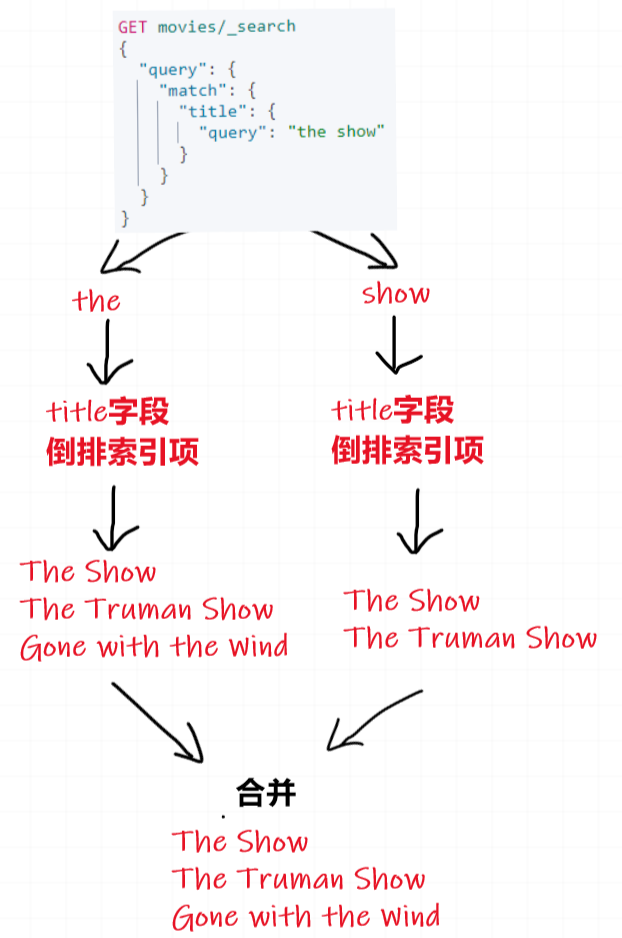 GET movies/_search
{
  "query": {
    "match": {
      "title": {
        "query": "the show"
      }
    }
  }
}
the
show
title字段
倒排索引项
title字段
倒排索引项
The Show
The Truman Show
Gone with the Wind
The Show
The Truman Show
合并
The Show
The Truman Show
Gone with the Wind